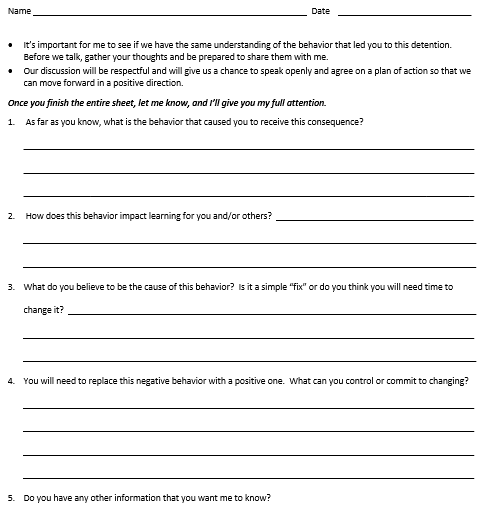 Name Date
• It's important for me to see if we have the same understanding of the behavior that led you to this detention.
Before we talk, gather your thoughts and be prepared to share them with me.
• Our discussion will be respectful and will give us a chance to speak openly and agree on a plan of action so that we
can move forward in a positive direction.
Once you finish the entire sheet, let me know, and I'll give you my full attention.
1. As far as you know, what is the behavior that caused you to receive this consequence?
2. How does this behavior impact learning for you and/or others?
3. What do you believe to be the cause of this behavior? Is it a simple "fix" or do you think you will need time to
change it?
4. You will need to replace this negative behavior with a positive one. What can you control or commit to changing?
5. Do you have any other information that you want me to know?